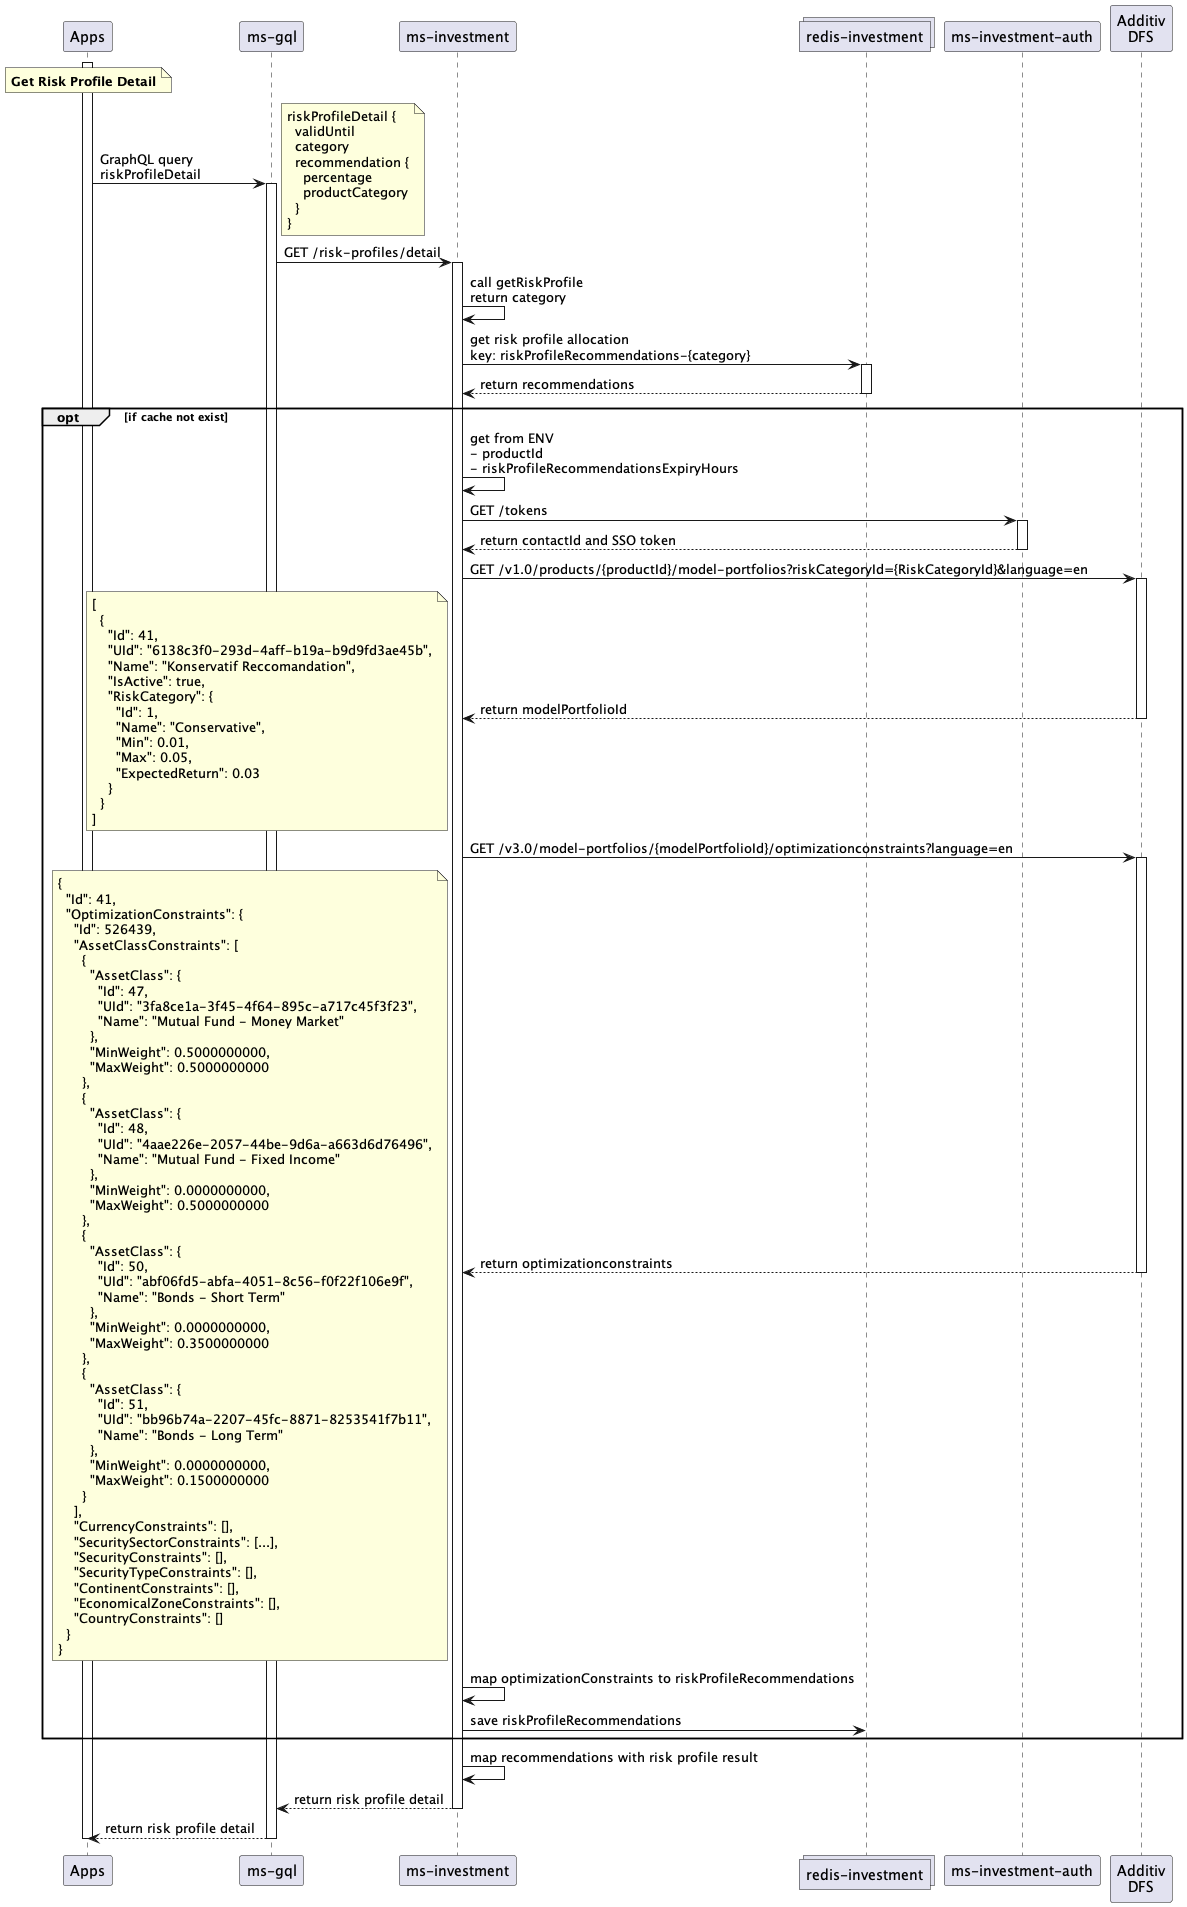 Apps
ms-gql
ms-investment
redis-investment
ms-investment-auth
Additiv
DFS
Get Risk Profile Detail
riskProfileDetail {
validUntil
category
recommendation {
percentage
productCategory
}
}
GraphQL query
riskProfileDetail
GET /risk-profiles/detail
call getRiskProfile
return category
get risk profile allocation
key: riskProfileRecommendations-{category}
return recommendations
opt
[if cache not exist]
get from ENV
- productId
- riskProfileRecommendationsExpiryHours
GET /tokens
return contactId and SSO token
GET /v1.0/products/{productId}/model-portfolios?riskCategoryId={RiskCategoryId}&language=en
[
{
"Id": 41,
"UId": "6138c3f0-293d-4aff-b19a-b9d9fd3ae45b",
"Name": "Konservatif Reccomandation",
"IsActive": true,
"RiskCategory": {
"Id": 1,
"Name": "Conservative",
"Min": 0.01,
"Max": 0.05,
"ExpectedReturn": 0.03
}
}
]
return modelPortfolioId
GET /v3.0/model-portfolios/{modelPortfolioId}/optimizationconstraints?language=en
{
"Id": 41,
"OptimizationConstraints": {
"Id": 526439,
"AssetClassConstraints": [
{
"AssetClass": {
"Id": 47,
"UId": "3fa8ce1a-3f45-4f64-895c-a717c45f3f23",
"Name": "Mutual Fund - Money Market"
},
"MinWeight": 0.5000000000,
"MaxWeight": 0.5000000000
},
{
"AssetClass": {
"Id": 48,
"UId": "4aae226e-2057-44be-9d6a-a663d6d76496",
"Name": "Mutual Fund - Fixed Income"
},
"MinWeight": 0.0000000000,
"MaxWeight": 0.5000000000
},
{
"AssetClass": {
"Id": 50,
"UId": "abf06fd5-abfa-4051-8c56-f0f22f106e9f",
"Name": "Bonds - Short Term"
},
"MinWeight": 0.0000000000,
"MaxWeight": 0.3500000000
},
{
"AssetClass": {
"Id": 51,
"UId": "bb96b74a-2207-45fc-8871-8253541f7b11",
"Name": "Bonds - Long Term"
},
"MinWeight": 0.0000000000,
"MaxWeight": 0.1500000000
}
],
"CurrencyConstraints": [],
"SecuritySectorConstraints": [...],
"SecurityConstraints": [],
"SecurityTypeConstraints": [],
"ContinentConstraints": [],
"EconomicalZoneConstraints": [],
"CountryConstraints": []
}
}
return optimizationconstraints
map optimizationConstraints to riskProfileRecommendations
save riskProfileRecommendations
map recommendations with risk profile result
return risk profile detail
return risk profile detail
Apps
ms-gql
ms-investment
redis-investment
ms-investment-auth
Additiv
DFS